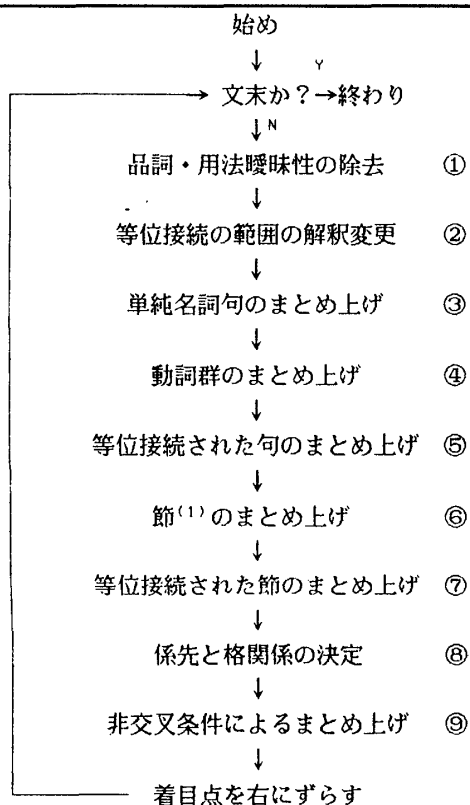 始め
↓ Y
文末か？→終わり
↓N
品詞・用法曖昧性の除去 ①
↓
等位接続の範囲の解釈変更 ②
↓
単純名詞句のまとめ上げ ③
↓
動詞群のまとめ上げ ④
↓
等位接続された句のまとめ上げ ⑤
↓
節(1)のまとめ上げ ⑥
↓
等位接続された節のまとめ上げ ⑦
↓
係先と格関係の決定 ⑧
↓
非交叉条件によるまとめ上げ ⑨
↓
着目点を右にずらす